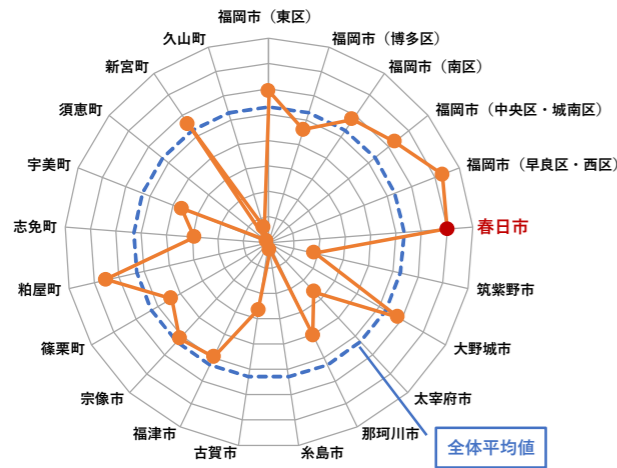 福岡市（東区）
福岡市（博多区）
福岡市（南区）
福岡市（中央区・城南区）
福岡市（早良区・西区）
春日市
筑紫野市
大野城市
太宰府市
那珂川市
糸島市
古賀市
福津市
宗像市
篠栗町
粕屋町
志免町
宇美町
須恵町
新宮町
久山町
全体平均値